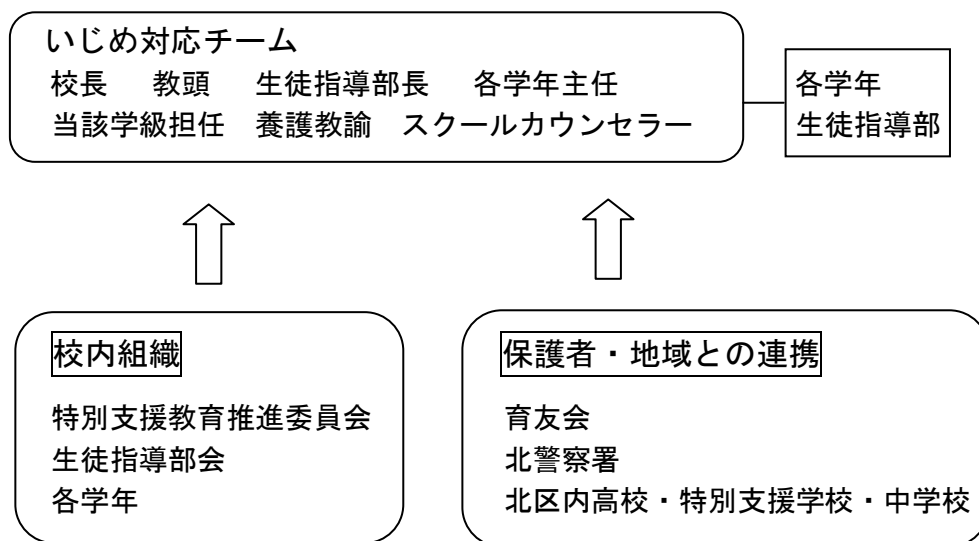 いじめ対応チーム
校長 教頭 生徒指導部長 各学年主任
当該学級担任 養護教諭 スクールカウンセラー
各学年
生徒指導部
校内組織
特別支援教育推進委員会
生徒指導部会
各学年
保護者・地域との連携
育友会
北警察署
北区内高校・特別支援学校・中学校